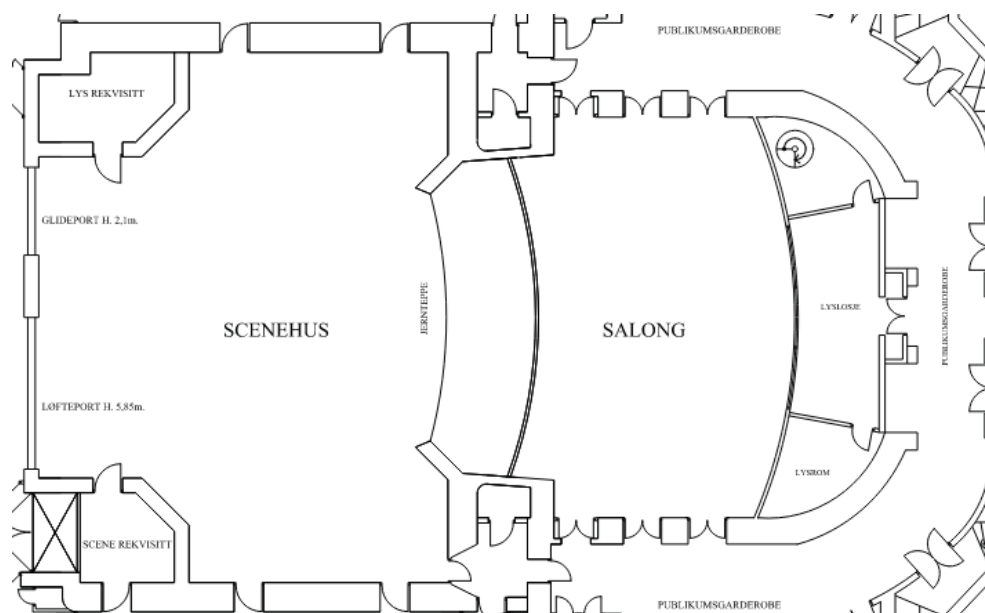 PUBLIKUMSGARDEROBE
LYS REKVISITT
GLIDEPORT H. 2,1m.
JERNTEPPE
SCENEHUS
SALONG
LYSLOSJE
PUBLIKUMSGARDEROBE
LØFTEPORT H. 5,85m.
LYSROM
SCENE REKVISITT
PUBLIKUMSGARDEROBE